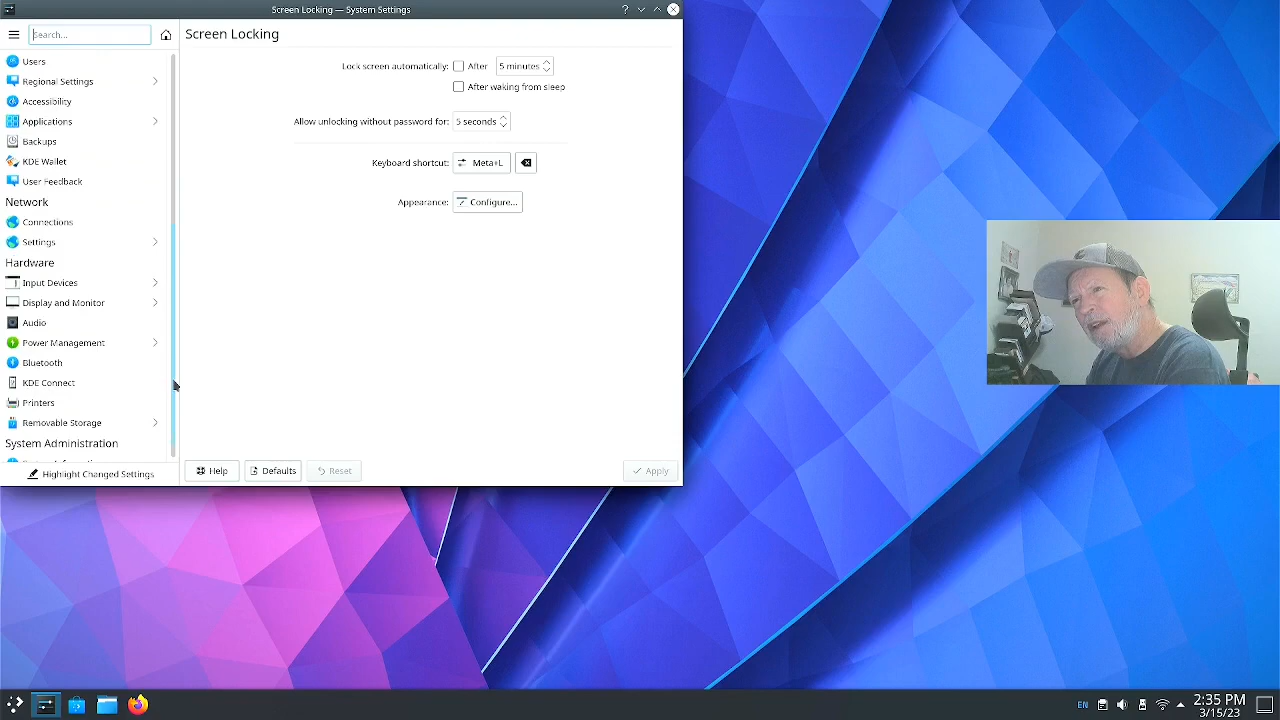 Screen Locking — System Settings
Search...
Users
Regional Settings
Accessibility
Applications
Backups
KDE Wallet
User Feedback
Network
Connections
Settings
Hardware
Input Devices
Display and Monitor
Audio
Power Management
Bluetooth
KDE Connect
Printers
Removable Storage
System Administration
Highlight Changed Settings
Screen Locking
Lock screen automatically: After 5 minutes
After waking from sleep
Allow unlocking without password for: 5 seconds
Keyboard shortcut: Meta+L
Appearance: Configure...
Help Defaults Reset Apply
EN
2:35 PM
3/15/23